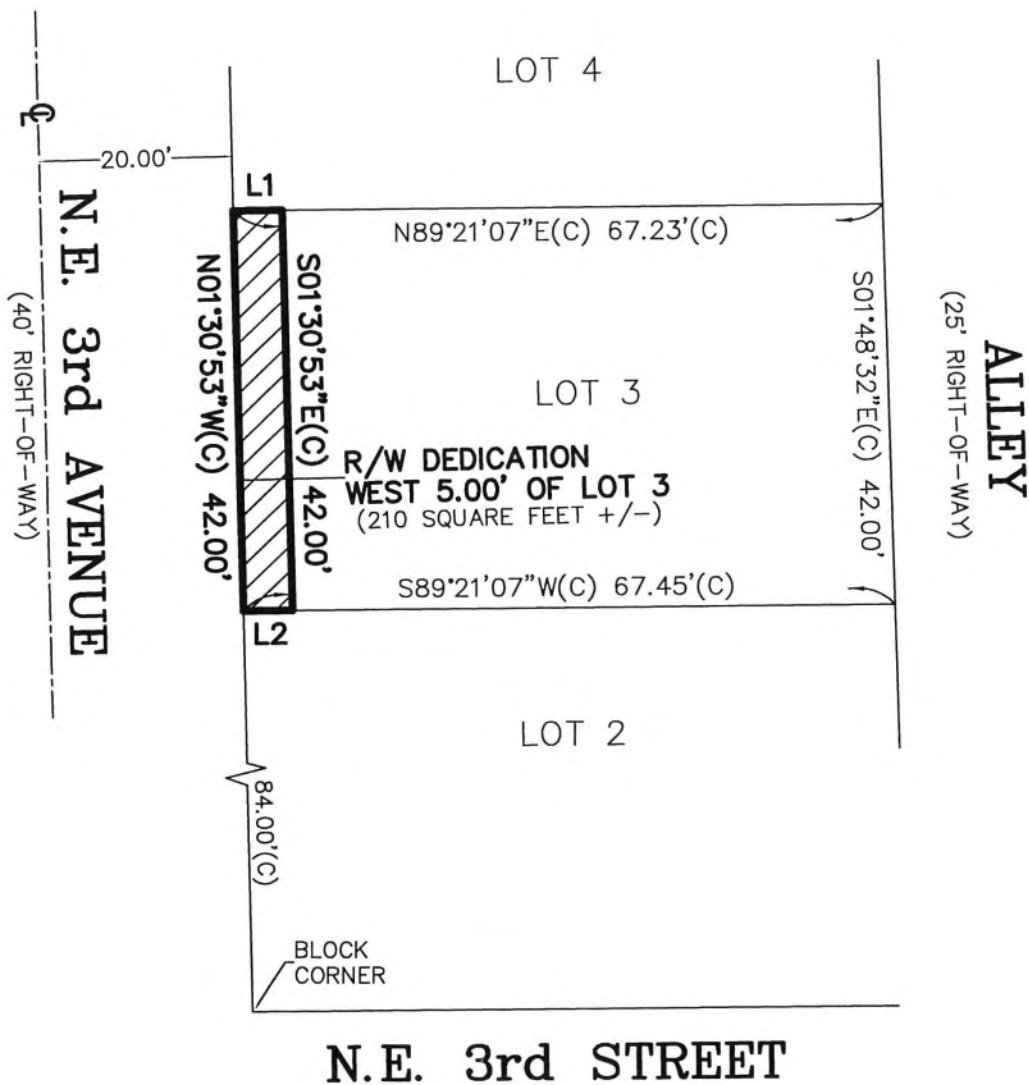 LOT 4
℄
20.00'
L1
N89°21'07"E(C) 67.23'(C)
N.E. 3rd AVENUE
(40' RIGHT-OF-WAY)
N01°30'53"W(C) 42.00'
S01°30'53"E(C) 42.00'
S01°48'32"E(C) 42.00'
(25' RIGHT-OF-WAY)
ALLEY
LOT 3
R/W DEDICATION
WEST 5.00' OF LOT 3
(210 SQUARE FEET +/-)
S89°21'07"W(C) 67.45'(C)
L2
LOT 2
84.00'(C)
BLOCK
CORNER
N.E. 3rd STREET